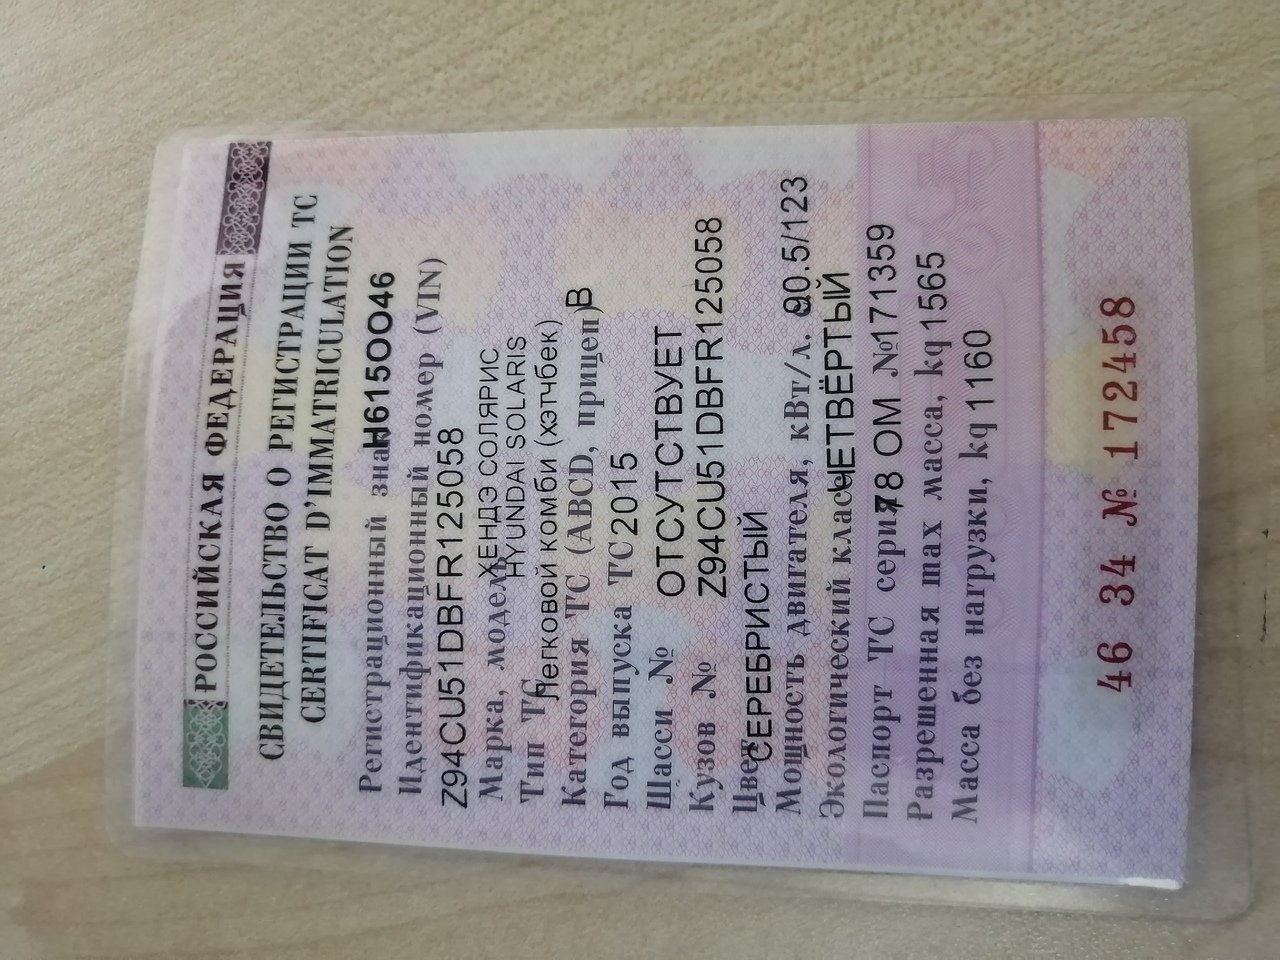 РОССИЙСКАЯ ФЕДЕРАЦИЯ
СВИДЕТЕЛЬСТВО О РЕГИСТРАЦИИ ТС
CERTIFICAT D'IMMATRICULATION
Регистрационный знак Н615ОО46
Идентификационный номер (VIN)
Z94CU51DBFR125058
Марка, модель ХЕНДЭ СОЛЯРИС
HYUNDAI SOLARIS
Тип ТС Легковой комби (хэтчбек)
Категория ТС (ABCD, прицеп) B
Год выпуска ТС 2015
Шасси № ОТСУТСТВУЕТ
Кузов № Z94CU51DBFR125058
Цвет СЕРЕБРИСТЫЙ
Мощность двигателя, кВт/л. с. 90.5/123
Экологический класс ЧЕТВЁРТЫЙ
Паспорт ТС серия 78 ОМ № 171359
Разрешенная max масса, kg 1565
Масса без нагрузки, kg 1160
46 34 № 172458